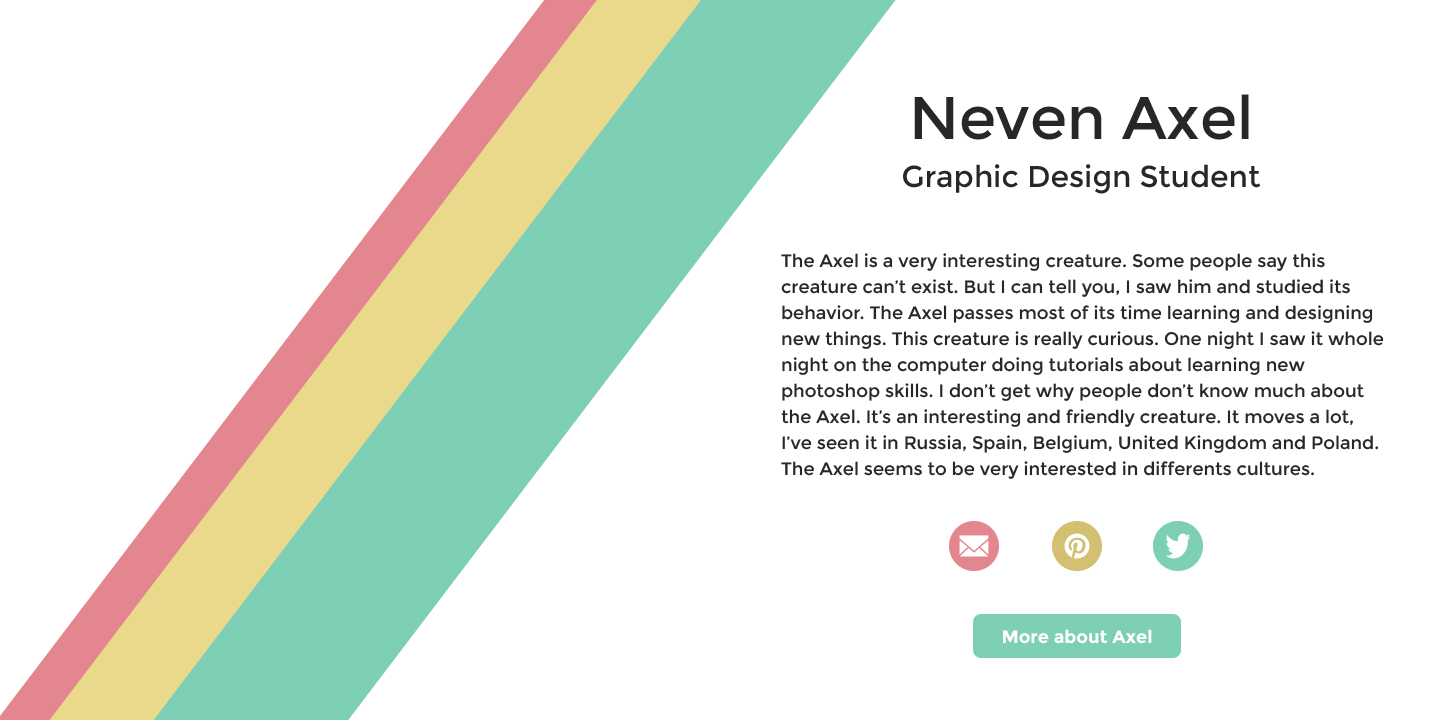 Neven Axel
Graphic Design Student
The Axel is a very interesting creature. Some people say this
creature can’t exist. But I can tell you, I saw him and studied its
behavior. The Axel passes most of its time learning and designing
new things. This creature is really curious. One night I saw it whole
night on the computer doing tutorials about learning new
photoshop skills. I don’t get why people don’t know much about
the Axel. It’s an interesting and friendly creature. It moves a lot,
I’ve seen it in Russia, Spain, Belgium, United Kingdom and Poland.
The Axel seems to be very interested in differents cultures.
More about Axel